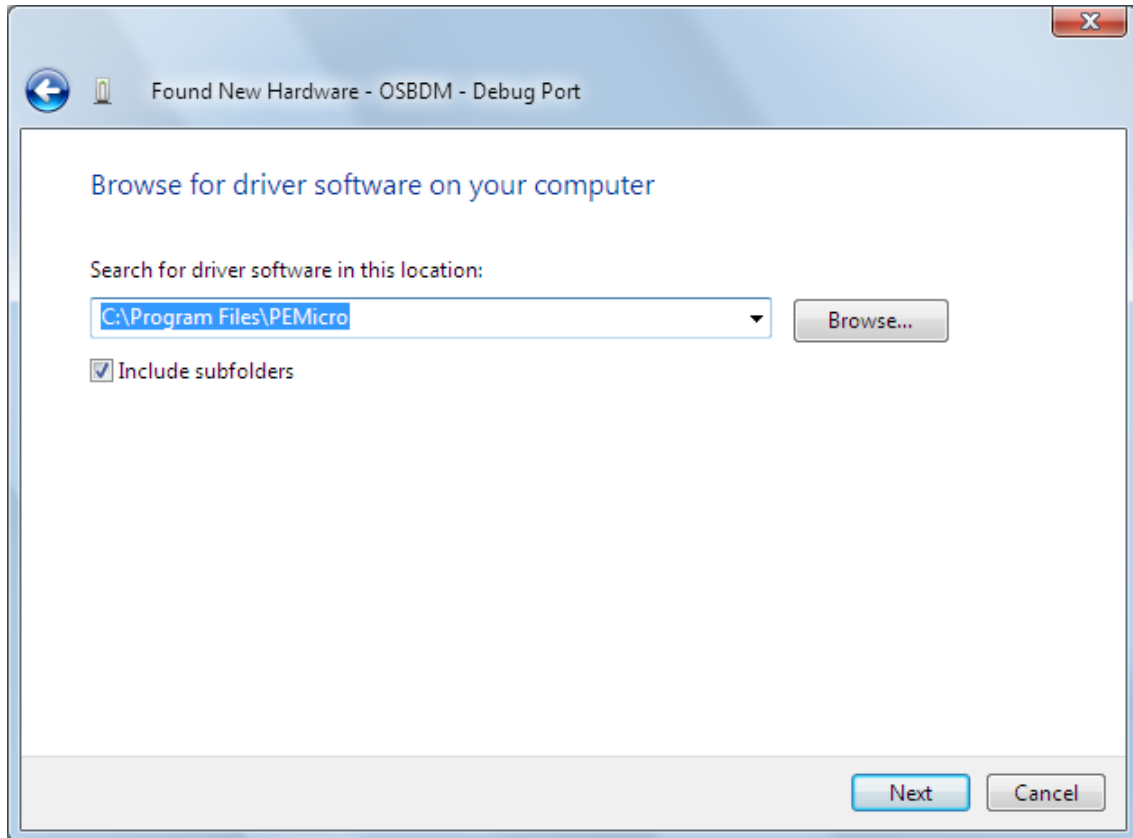 Found New Hardware - OSBDM - Debug Port
Browse for driver software on your computer
Search for driver software in this location:
C:\Program Files\PEMicro
Browse...
Include subfolders
Next
Cancel